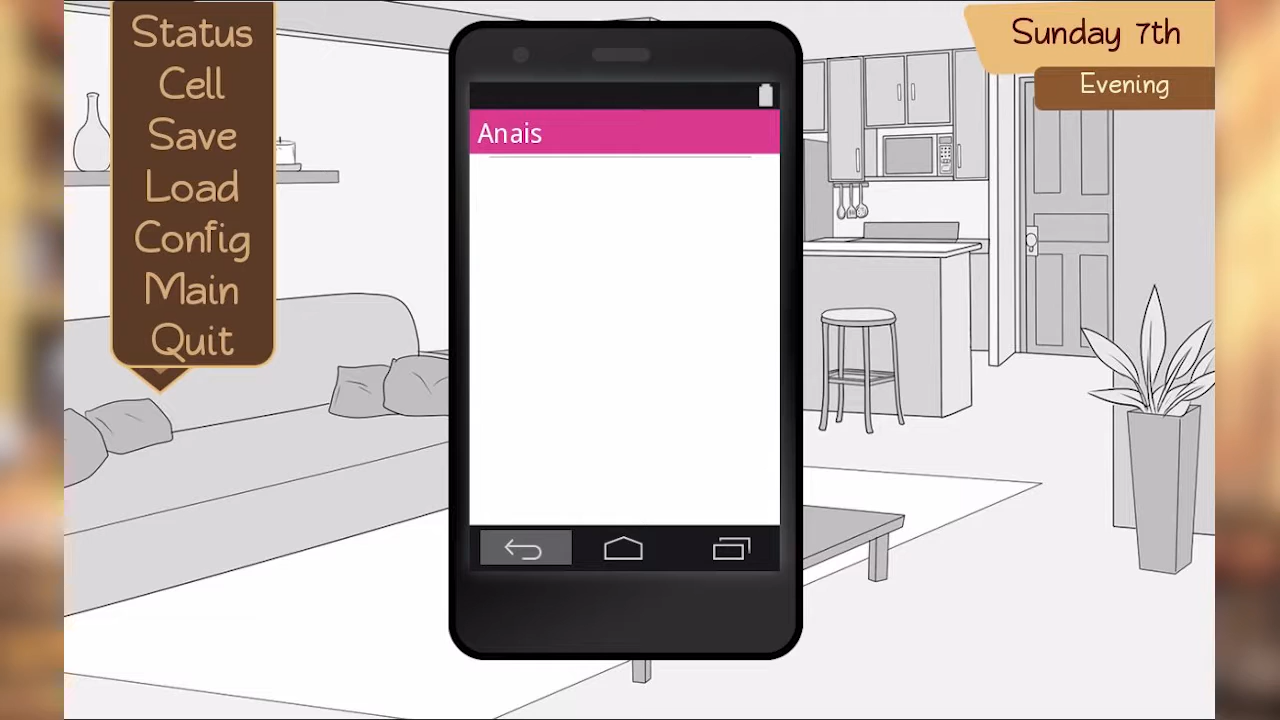 Status
Cell
Save
Load
Config
Main
Quit
Anais
Sunday 7th
Evening